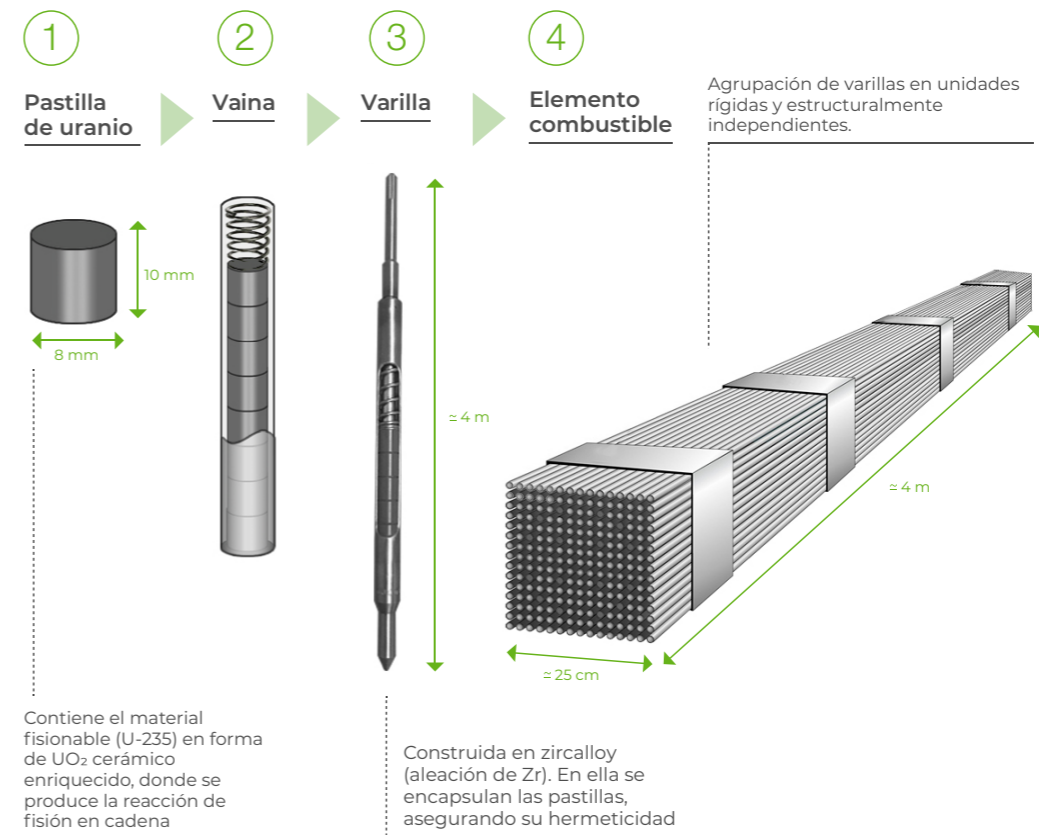 1
Pastilla
de uranio
2
Vaina
3
Varilla
4
Elemento
combustible
Agrupación de varillas en unidades
rígidas y estructuralmente
independientes.
10 mm
8 mm
≃ 4 m
≃ 4 m
≃ 25 cm
Contiene el material
fisionable (U-235) en forma
de UO₂ cerámico
enriquecido, donde se
produce la reacción de
fisión en cadena
Construida en zircalloy
(aleación de Zr). En ella se
encapsulan las pastillas,
asegurando su hermeticidad